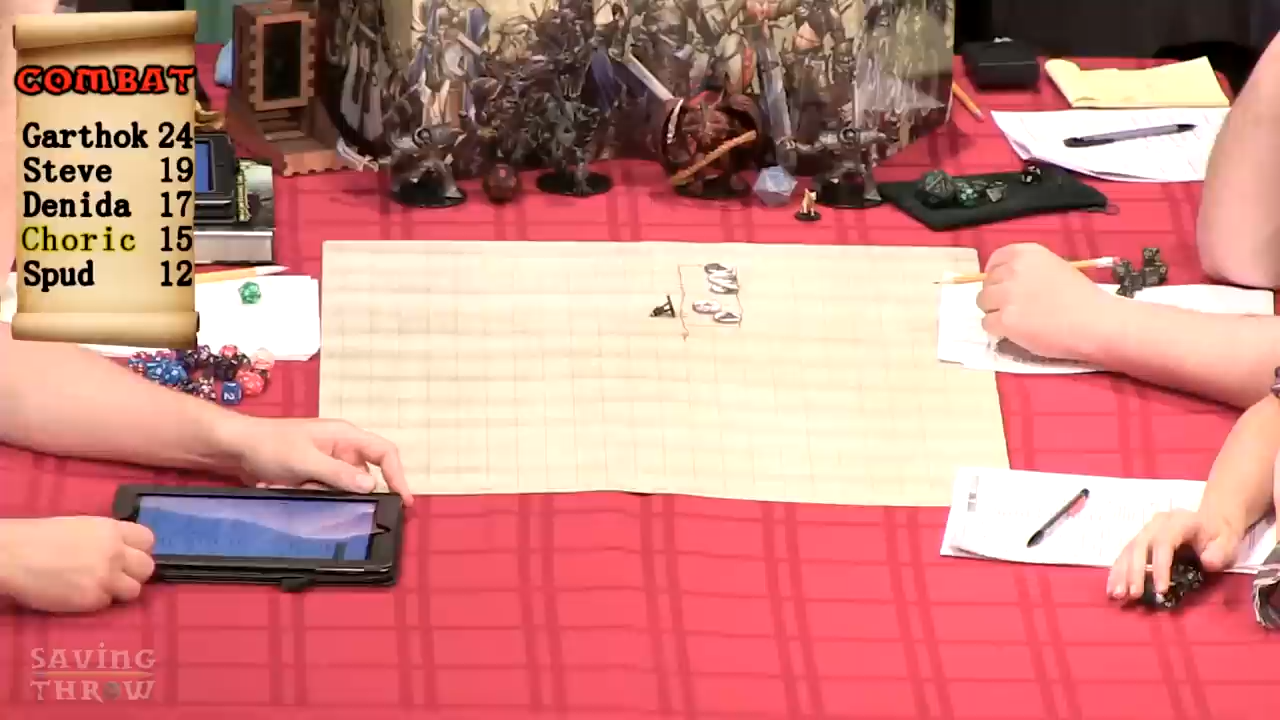 COMBAT
Garthok 24
Steve 19
Denida 17
Choric 15
Spud 12
SAVING
THROW